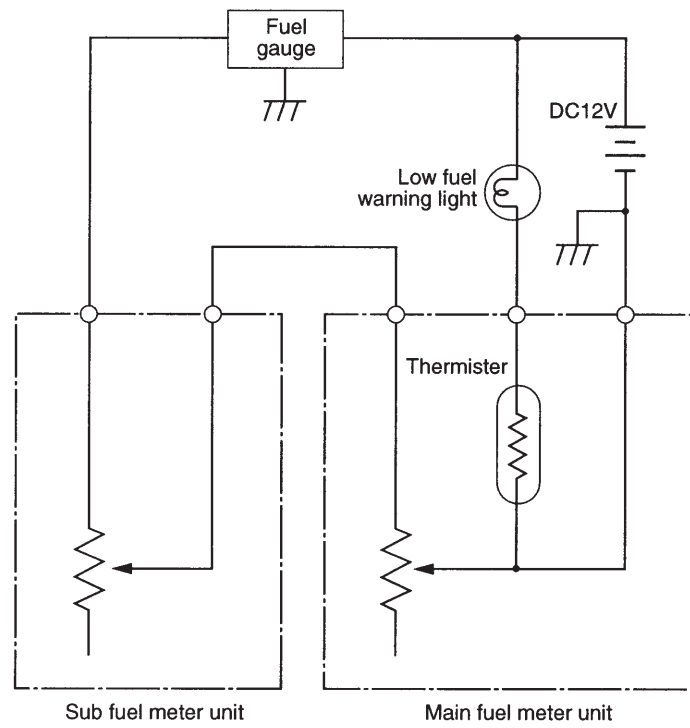 Fuel
gauge
DC12V
Low fuel
warning light
Thermister
Sub fuel meter unit
Main fuel meter unit